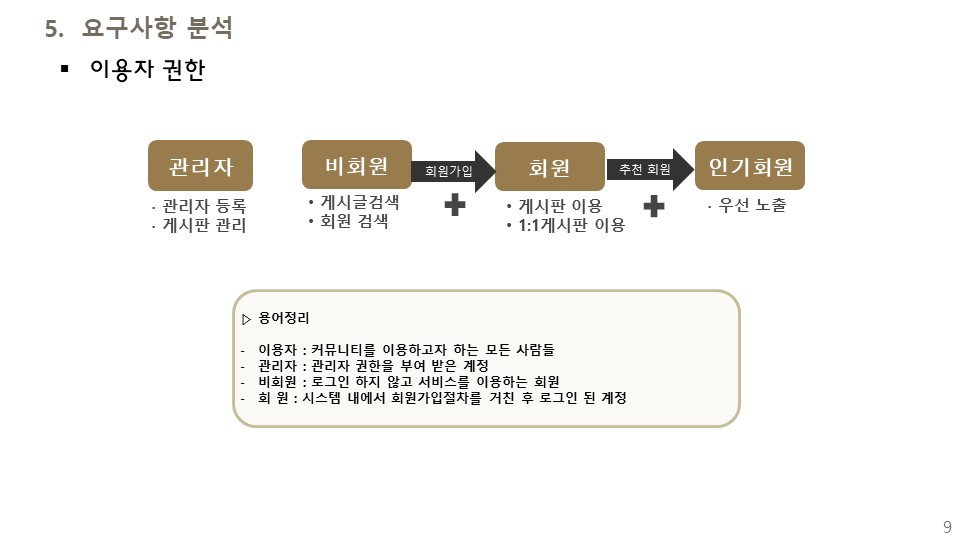 5. 요구사항 분석
▪ 이용자 권한
관리자
비회원
회원가입
회원
추천 회원
인기회원
· 관리자 등록
· 게시판 관리
• 게시글검색
• 회원 검색
• 게시판 이용
• 1:1게시판 이용
· 우선 노출
▷ 용어정리
- 이용자 : 커뮤니티를 이용하고자 하는 모든 사람들
- 관리자 : 관리자 권한을 부여 받은 계정
- 비회원 : 로그인 하지 않고 서비스를 이용하는 회원
- 회 원 : 시스템 내에서 회원가입절차를 거친 후 로그인 된 계정
9